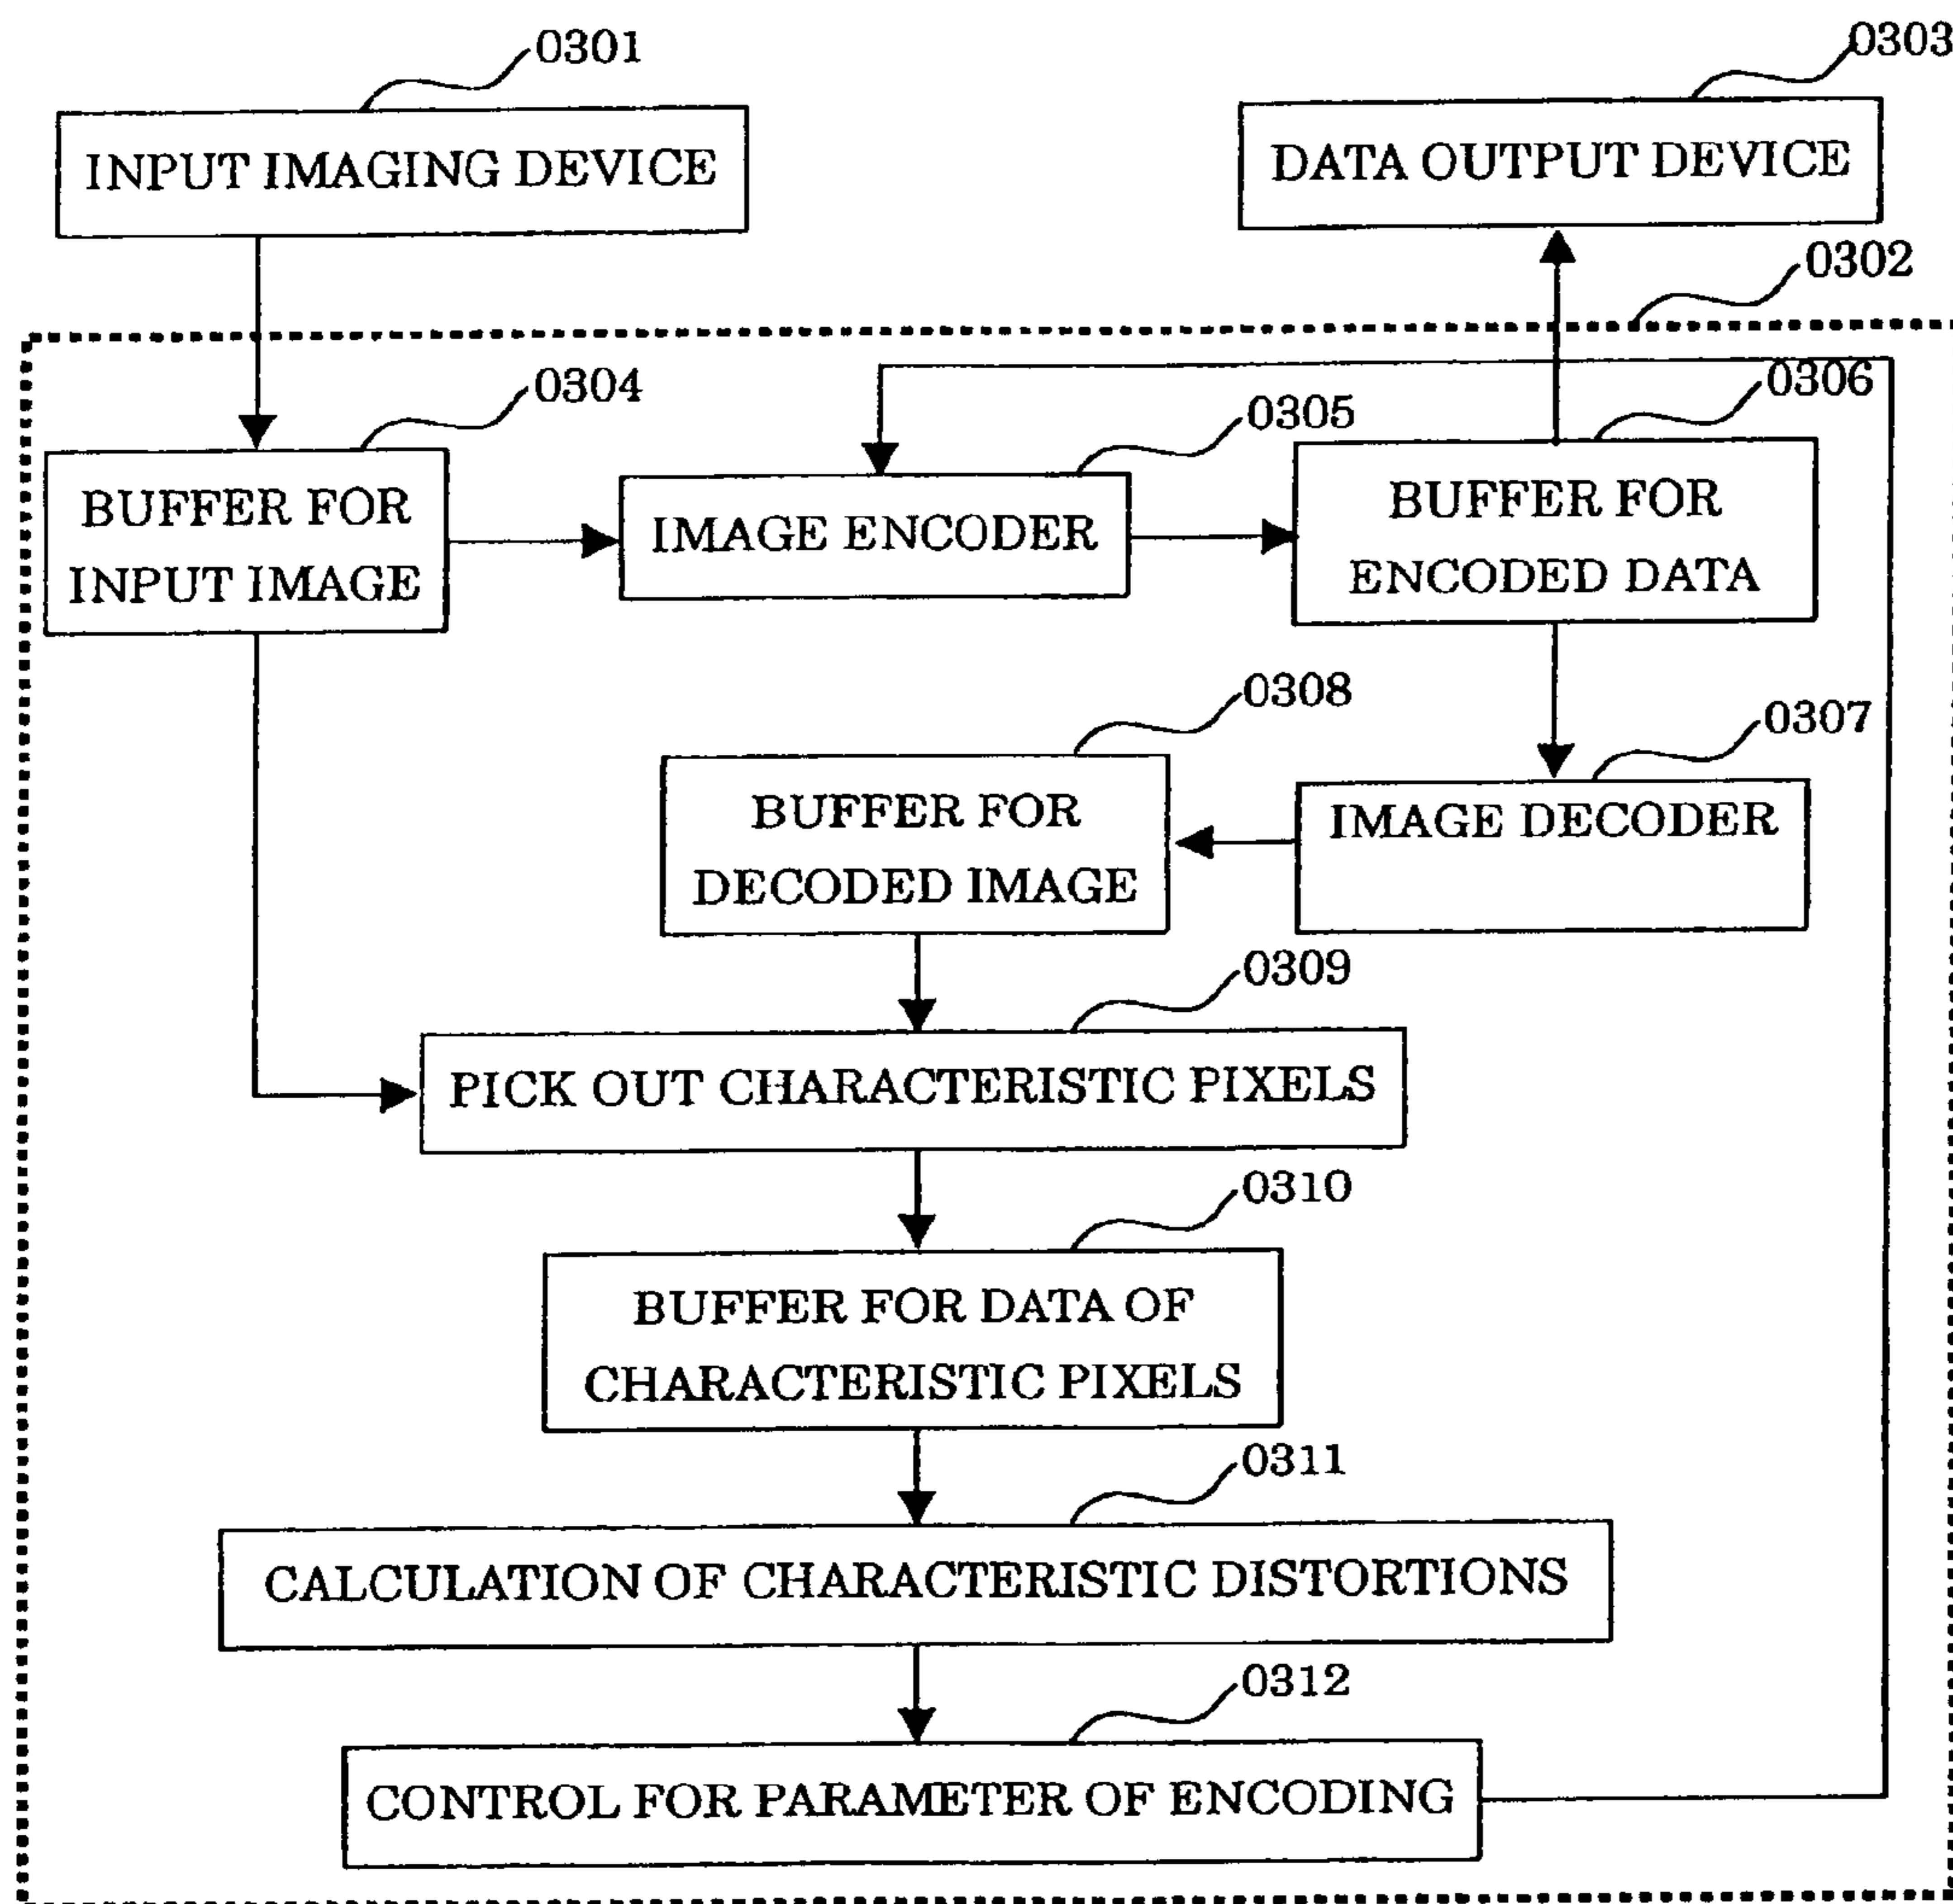 0301
0303
INPUT IMAGING DEVICE
DATA OUTPUT DEVICE
0302
0304
0305
0306
BUFFER FOR
INPUT IMAGE
IMAGE ENCODER
BUFFER FOR
ENCODED DATA
0308
0307
BUFFER FOR
DECODED IMAGE
IMAGE DECODER
0309
PICK OUT CHARACTERISTIC PIXELS
0310
BUFFER FOR DATA OF
CHARACTERISTIC PIXELS
0311
CALCULATION OF CHARACTERISTIC DISTORTIONS
0312
CONTROL FOR PARAMETER OF ENCODING